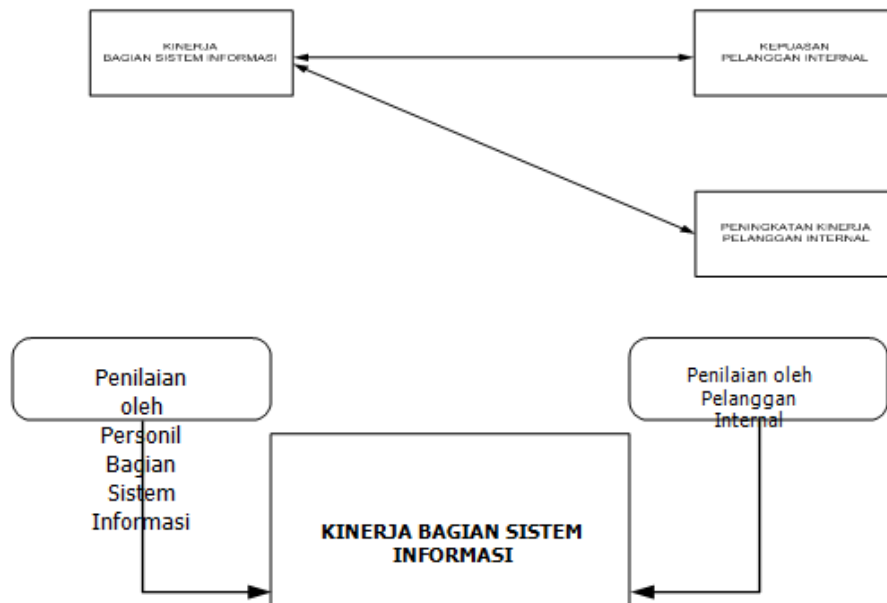 KINERJA
BAGIAN SISTEM INFORMASI
KEPUASAN
PELANGGAN INTERNAL
PENINGKATAN KINERJA
PELANGGAN INTERNAL
Penilaian
oleh
Personil
Bagian
Sistem
Informasi
Penilaian oleh
Pelanggan
Internal
KINERJA BAGIAN SISTEM
INFORMASI